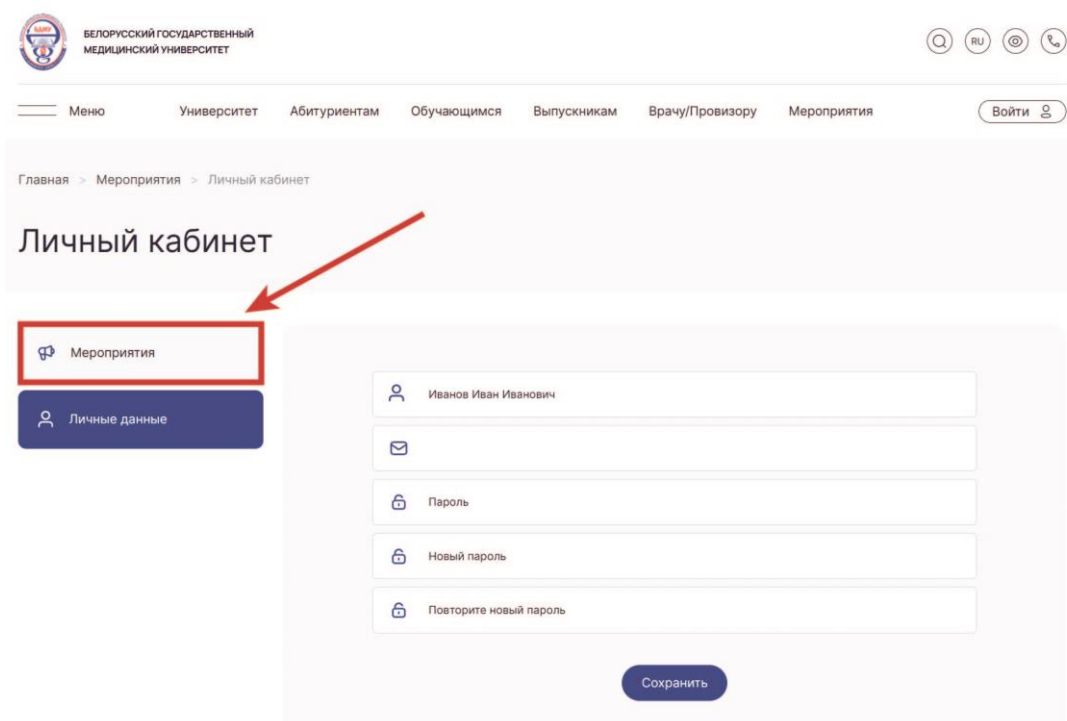 БЕЛОРУССКИЙ ГОСУДАРСТВЕННЫЙ
МЕДИЦИНСКИЙ УНИВЕРСИТЕТ
RU
Меню Университет Абитуриентам Обучающимся Выпускникам Врачу/Провизору Мероприятия Войти
Главная > Мероприятия > Личный кабинет
Личный кабинет
Мероприятия
Личные данные
Иванов Иван Иванович
Пароль
Новый пароль
Повторите новый пароль
Сохранить